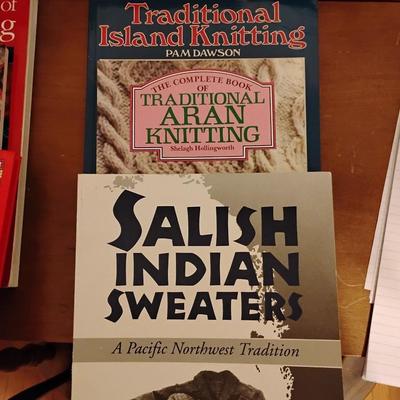 of
g
Traditional
Island Knitting
PAM DAWSON
THE COMPLETE BOOK
OF
TRADITIONAL
ARAN
KNITTING
Shelagh Hollingworth
SALISH
INDIAN
SWEATERS
A Pacific Northwest Tradition